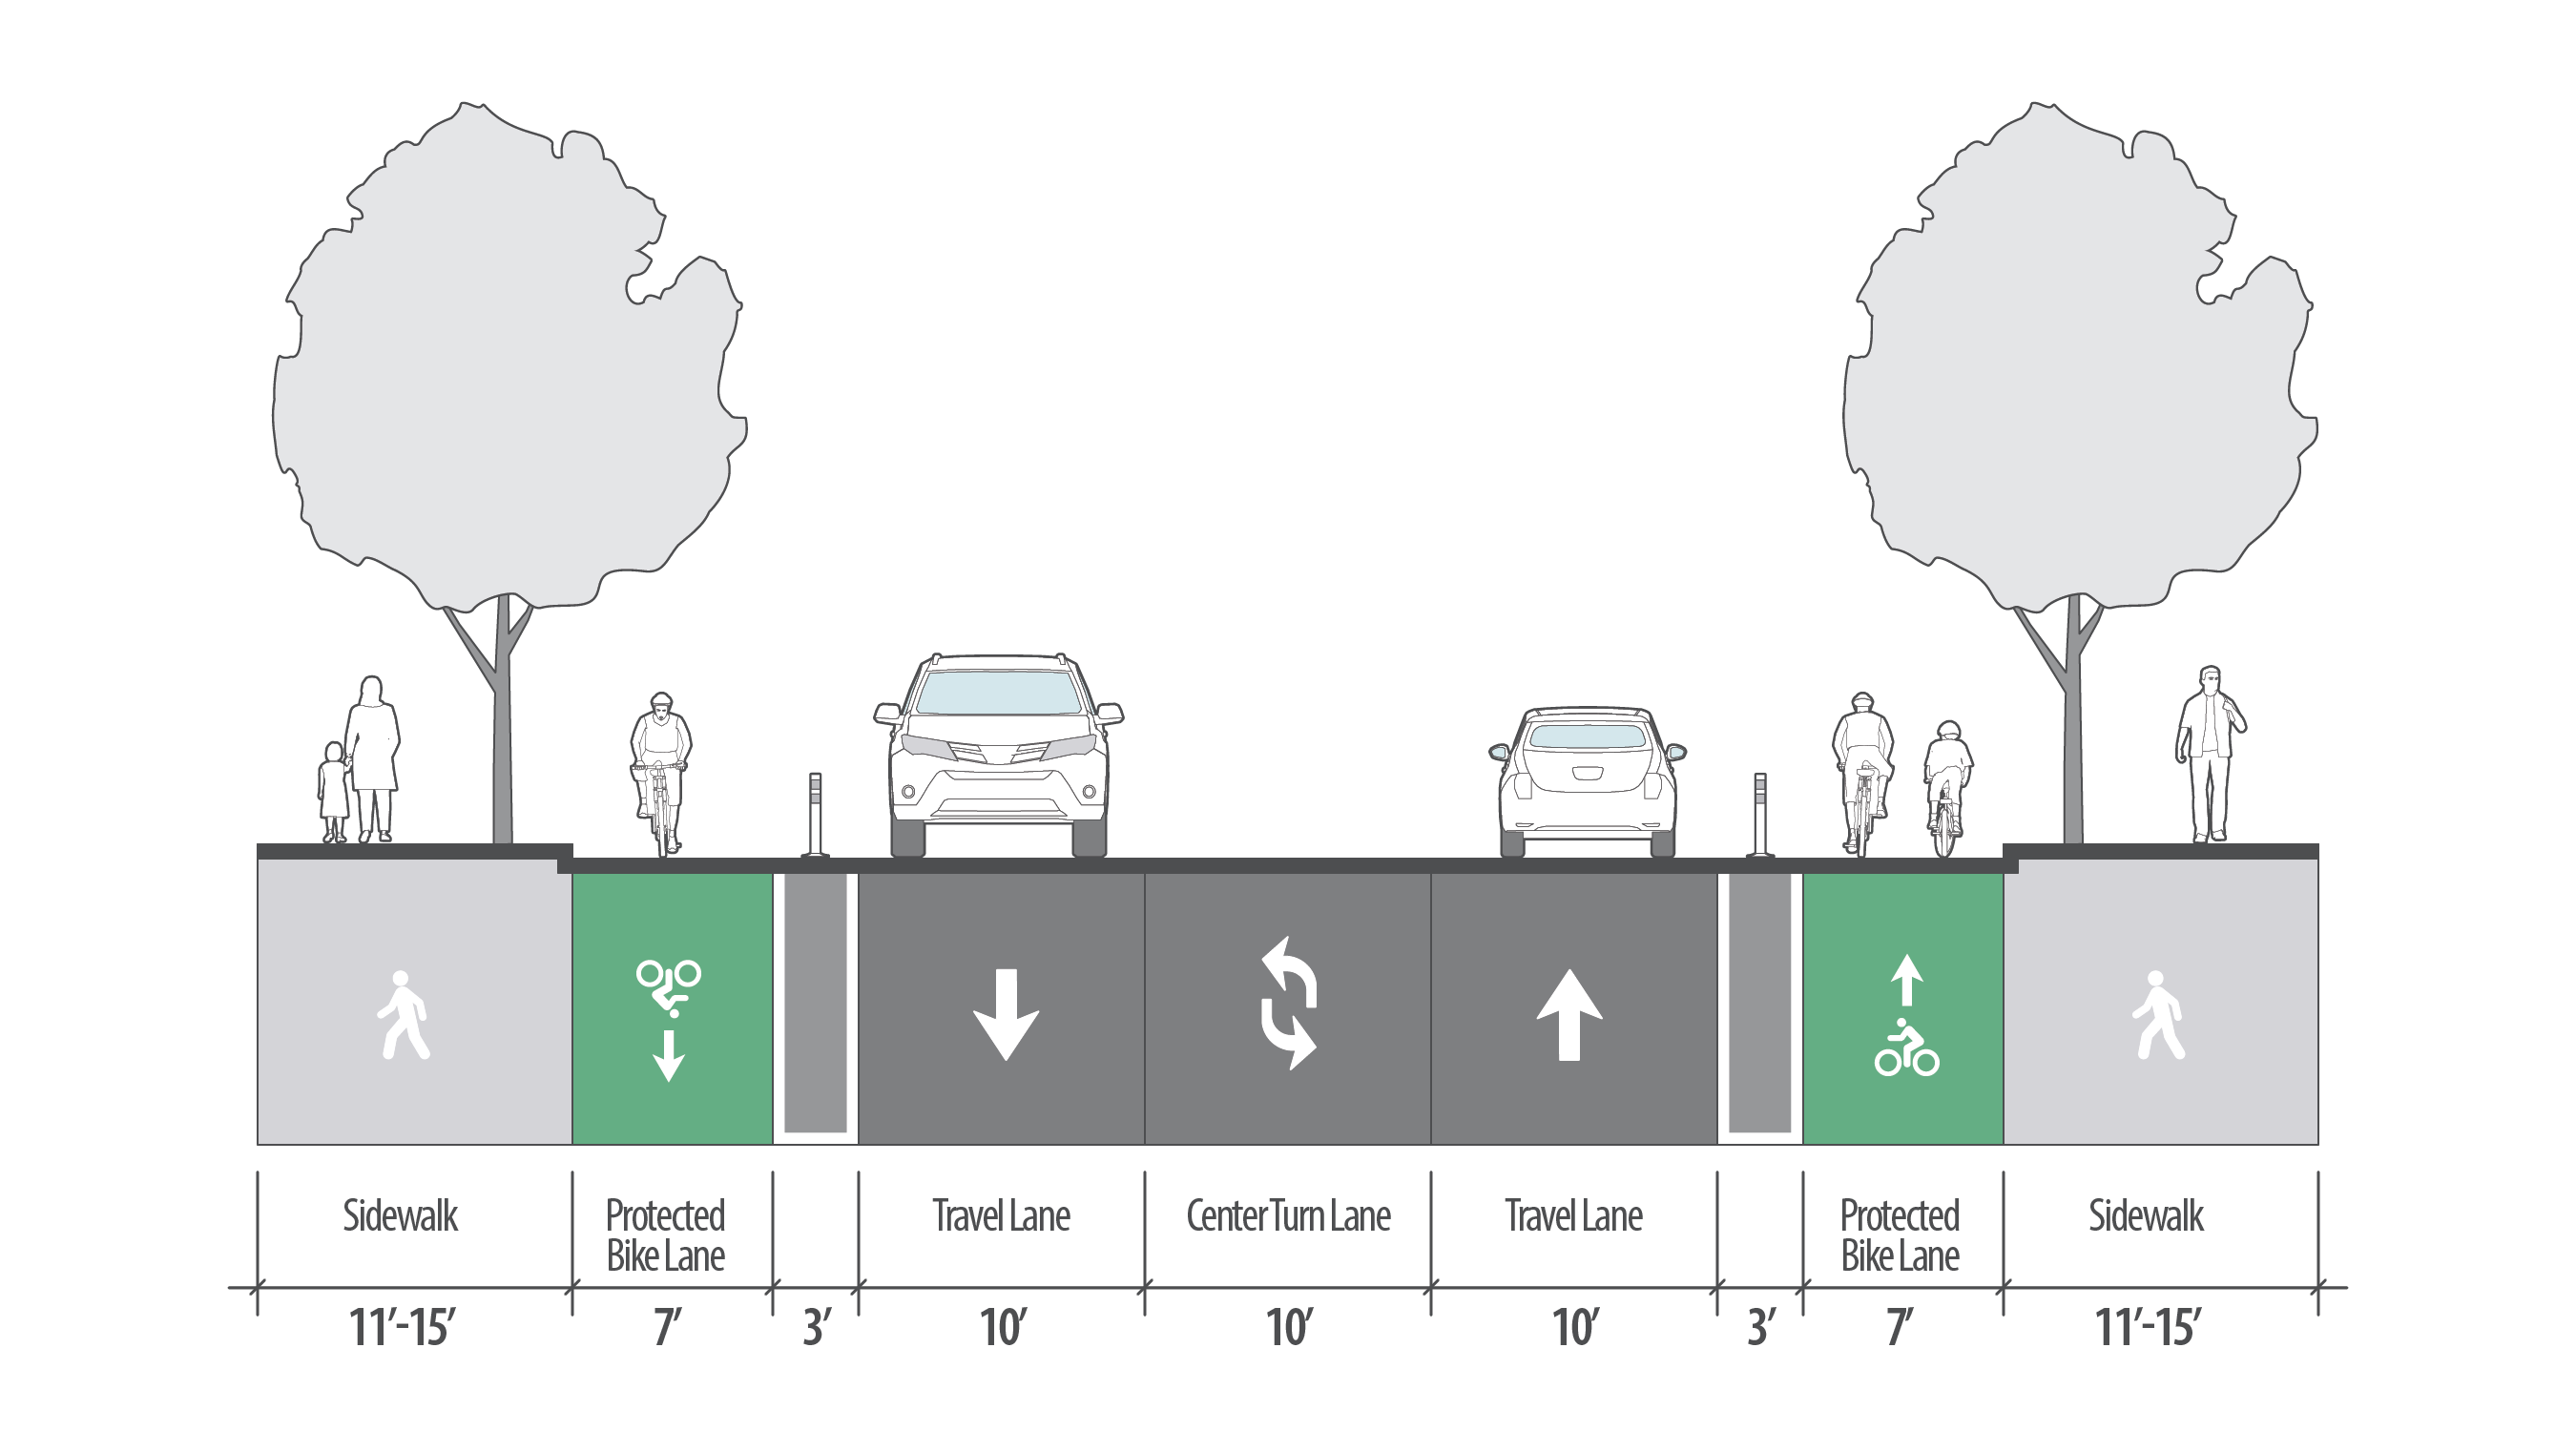 Sidewalk
Protected
Bike Lane
Travel Lane
Center Turn Lane
Travel Lane
Protected
Bike Lane
Sidewalk
11′-15′
7′
3′
10′
10′
10′
3′
7′
11′-15′